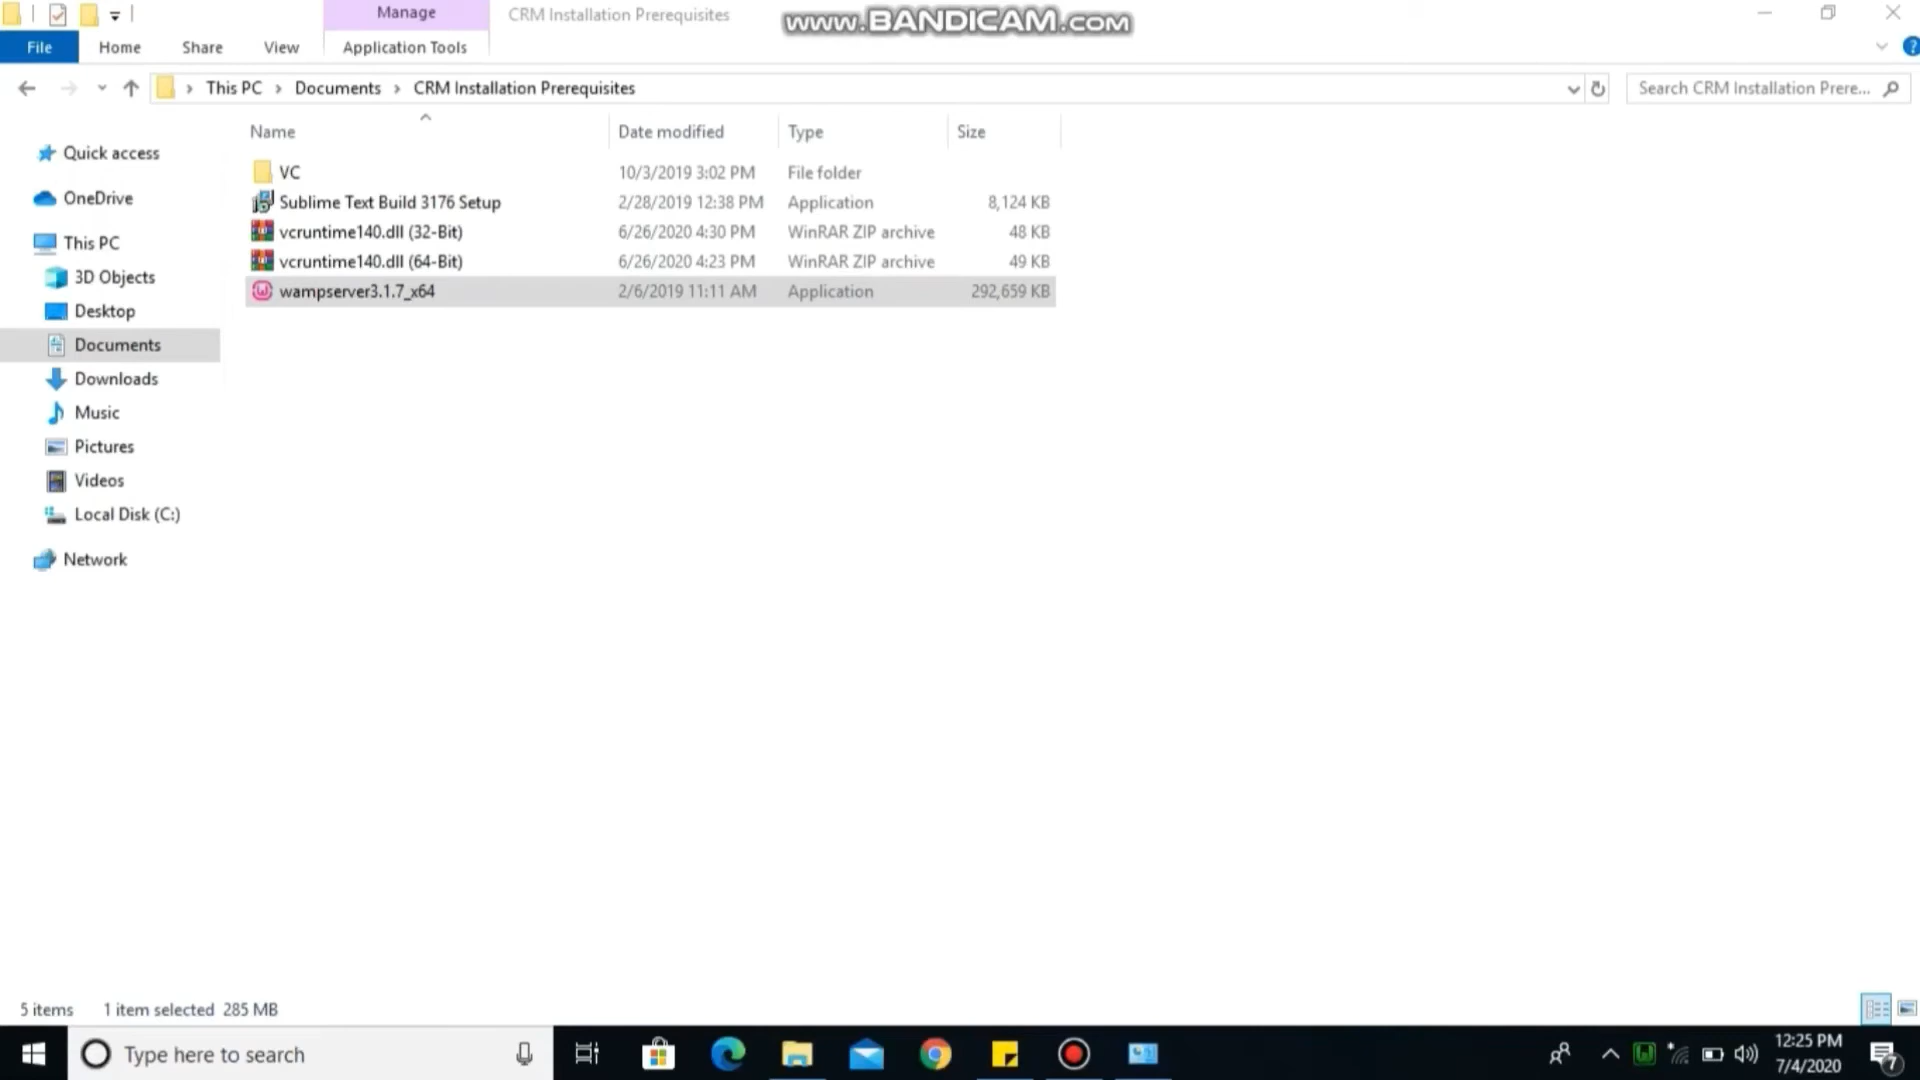 Manage
CRM Installation Prerequisites
www.BANDICAM.com
File
Home
Share
View
Application Tools
This PC
Documents
CRM Installation Prerequisites
Search CRM Installation Prere...
Name
Date modified
Type
Size
VC
10/3/2019 3:02 PM
File folder
Sublime Text Build 3176 Setup
2/28/2019 12:38 PM
Application
8,124 KB
vcruntime140.dll (32-Bit)
6/26/2020 4:30 PM
WinRAR ZIP archive
48 KB
vcruntime140.dll (64-Bit)
6/26/2020 4:23 PM
WinRAR ZIP archive
49 KB
wampserver3.1.7_x64
2/6/2019 11:11 AM
Application
292,659 KB
Quick access
OneDrive
This PC
3D Objects
Desktop
Documents
Downloads
Music
Pictures
Videos
Local Disk (C:)
Network
5 items
1 item selected 285 MB
Type here to search
12:25 PM
7/4/2020
7